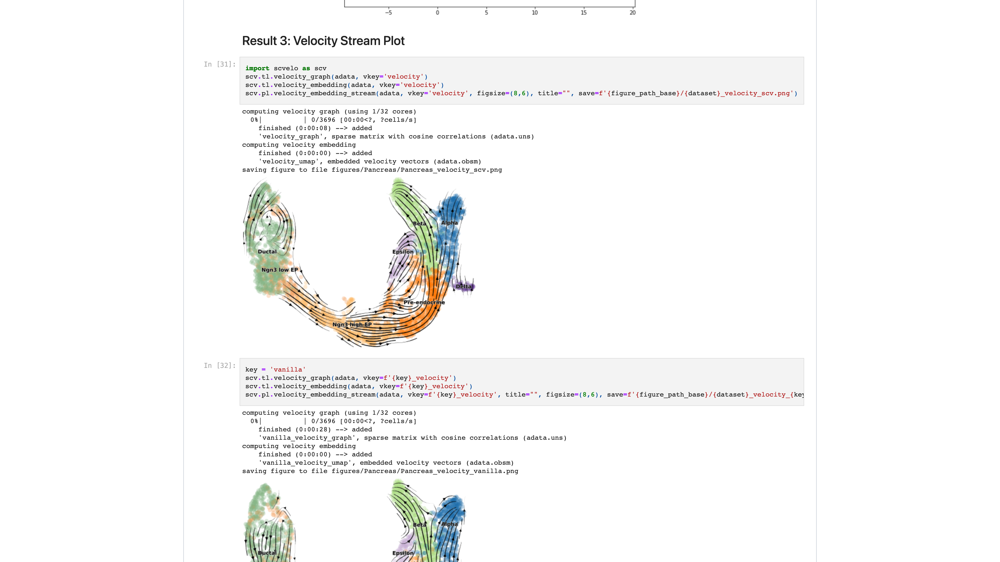 −5 0 5 10 15 20
Result 3: Velocity Stream Plot
In [31]:
import scvelo as scv
scv.tl.velocity_graph(adata, vkey='velocity')
scv.tl.velocity_embedding(adata, vkey='velocity')
scv.pl.velocity_embedding_stream(adata, vkey='velocity', figsize=(8,6), title="", save=f'{figure_path_base}/{dataset}_velocity_scv.png')
computing velocity graph (using 1/32 cores)
0%| | 0/3696 [00:00<?, ?cells/s]
finished (0:00:08) --> added
'velocity_graph', sparse matrix with cosine correlations (adata.uns)
computing velocity embedding
finished (0:00:00) --> added
'velocity_umap', embedded velocity vectors (adata.obsm)
saving figure to file figures/Pancreas/Pancreas_velocity_scv.png
Beta
Alpha
Ductal
Epsilon
Ngn3 low EP
Delta
Pre-endocrine
Ngn3 high EP
In [32]:
key = 'vanilla'
scv.tl.velocity_graph(adata, vkey=f'{key}_velocity')
scv.tl.velocity_embedding(adata, vkey=f'{key}_velocity')
scv.pl.velocity_embedding_stream(adata, vkey=f'{key}_velocity', title="", figsize=(8,6), save=f'{figure_path_base}/{dataset}_velocity_{key
computing velocity graph (using 1/32 cores)
0%| | 0/3696 [00:00<?, ?cells/s]
finished (0:00:28) --> added
'vanilla_velocity_graph', sparse matrix with cosine correlations (adata.uns)
computing velocity embedding
finished (0:00:00) --> added
'vanilla_velocity_umap', embedded velocity vectors (adata.obsm)
saving figure to file figures/Pancreas/Pancreas_velocity_vanilla.png
Beta
Alpha
Ductal
Epsilon